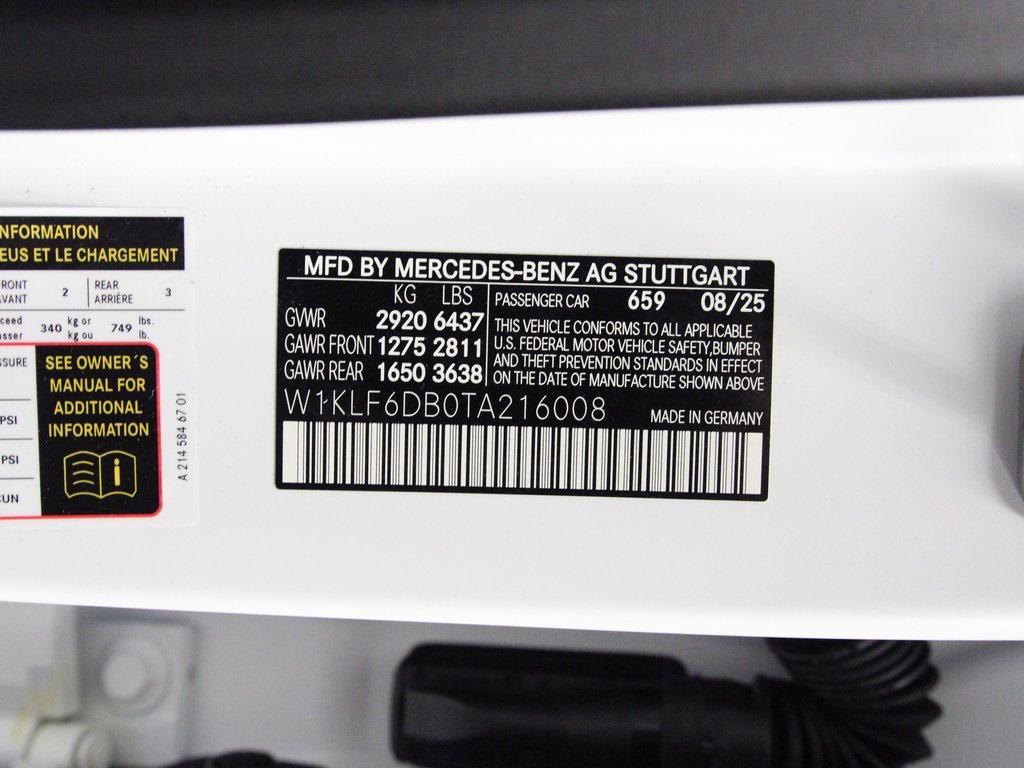 NFORMATION
EUS ET LE CHARGEMENT
RONT
VANT
2
REAR
ARRIÈRE
3
ceed
sser
340
kg or
kg ou
749
lbs.
lb.
SSURE
PSI
PSI
CUN
SEE OWNER´S
MANUAL FOR
ADDITIONAL
INFORMATION
i
A 214 584 67 01
MFD BY MERCEDES-BENZ AG STUTTGART
KG LBS
GVWR 2920 6437
GAWR FRONT 1275 2811
GAWR REAR 1650 3638
PASSENGER CAR 659 08/25
THIS VEHICLE CONFORMS TO ALL APPLICABLE
U.S. FEDERAL MOTOR VEHICLE SAFETY,BUMPER
AND THEFT PREVENTION STANDARDS IN EFFECT
ON THE DATE OF MANUFACTURE SHOWN ABOVE
W1KLF6DB0TA216008
MADE IN GERMANY